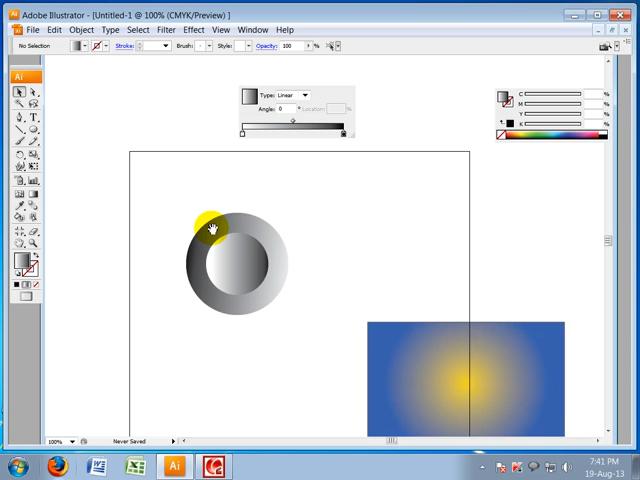 Adobe Illustrator - [Untitled-1 @ 100% (CMYK/Preview) ]
File Edit Object Type Select Filter Effect View Window Help
No Selection Stroke: Brush: Style: Opacity: 100 %
Ai
Type: Linear
Angle: 0 ° Location: %
C %
M %
Y %
K %
T
100% Never Saved
W Ai
7:41 PM
19-Aug-13